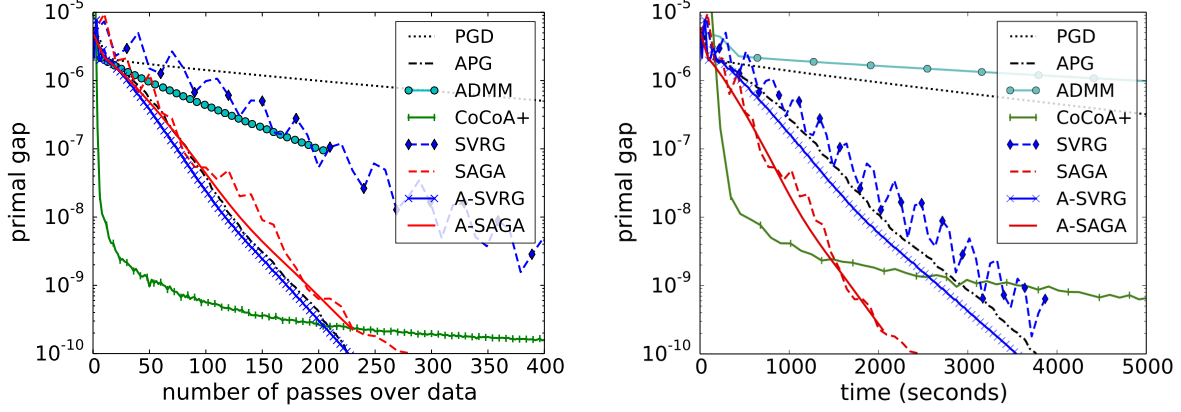 10⁻⁵
10⁻⁶
10⁻⁷
10⁻⁸
10⁻⁹
10⁻¹⁰
primal gap
0 50 100 150 200 250 300 350 400
number of passes over data
PGD
APG
ADMM
CoCoA+
SVRG
SAGA
A-SVRG
A-SAGA
10⁻⁵
10⁻⁶
10⁻⁷
10⁻⁸
10⁻⁹
10⁻¹⁰
primal gap
0 1000 2000 3000 4000 5000
time (seconds)
PGD
APG
ADMM
CoCoA+
SVRG
SAGA
A-SVRG
A-SAGA